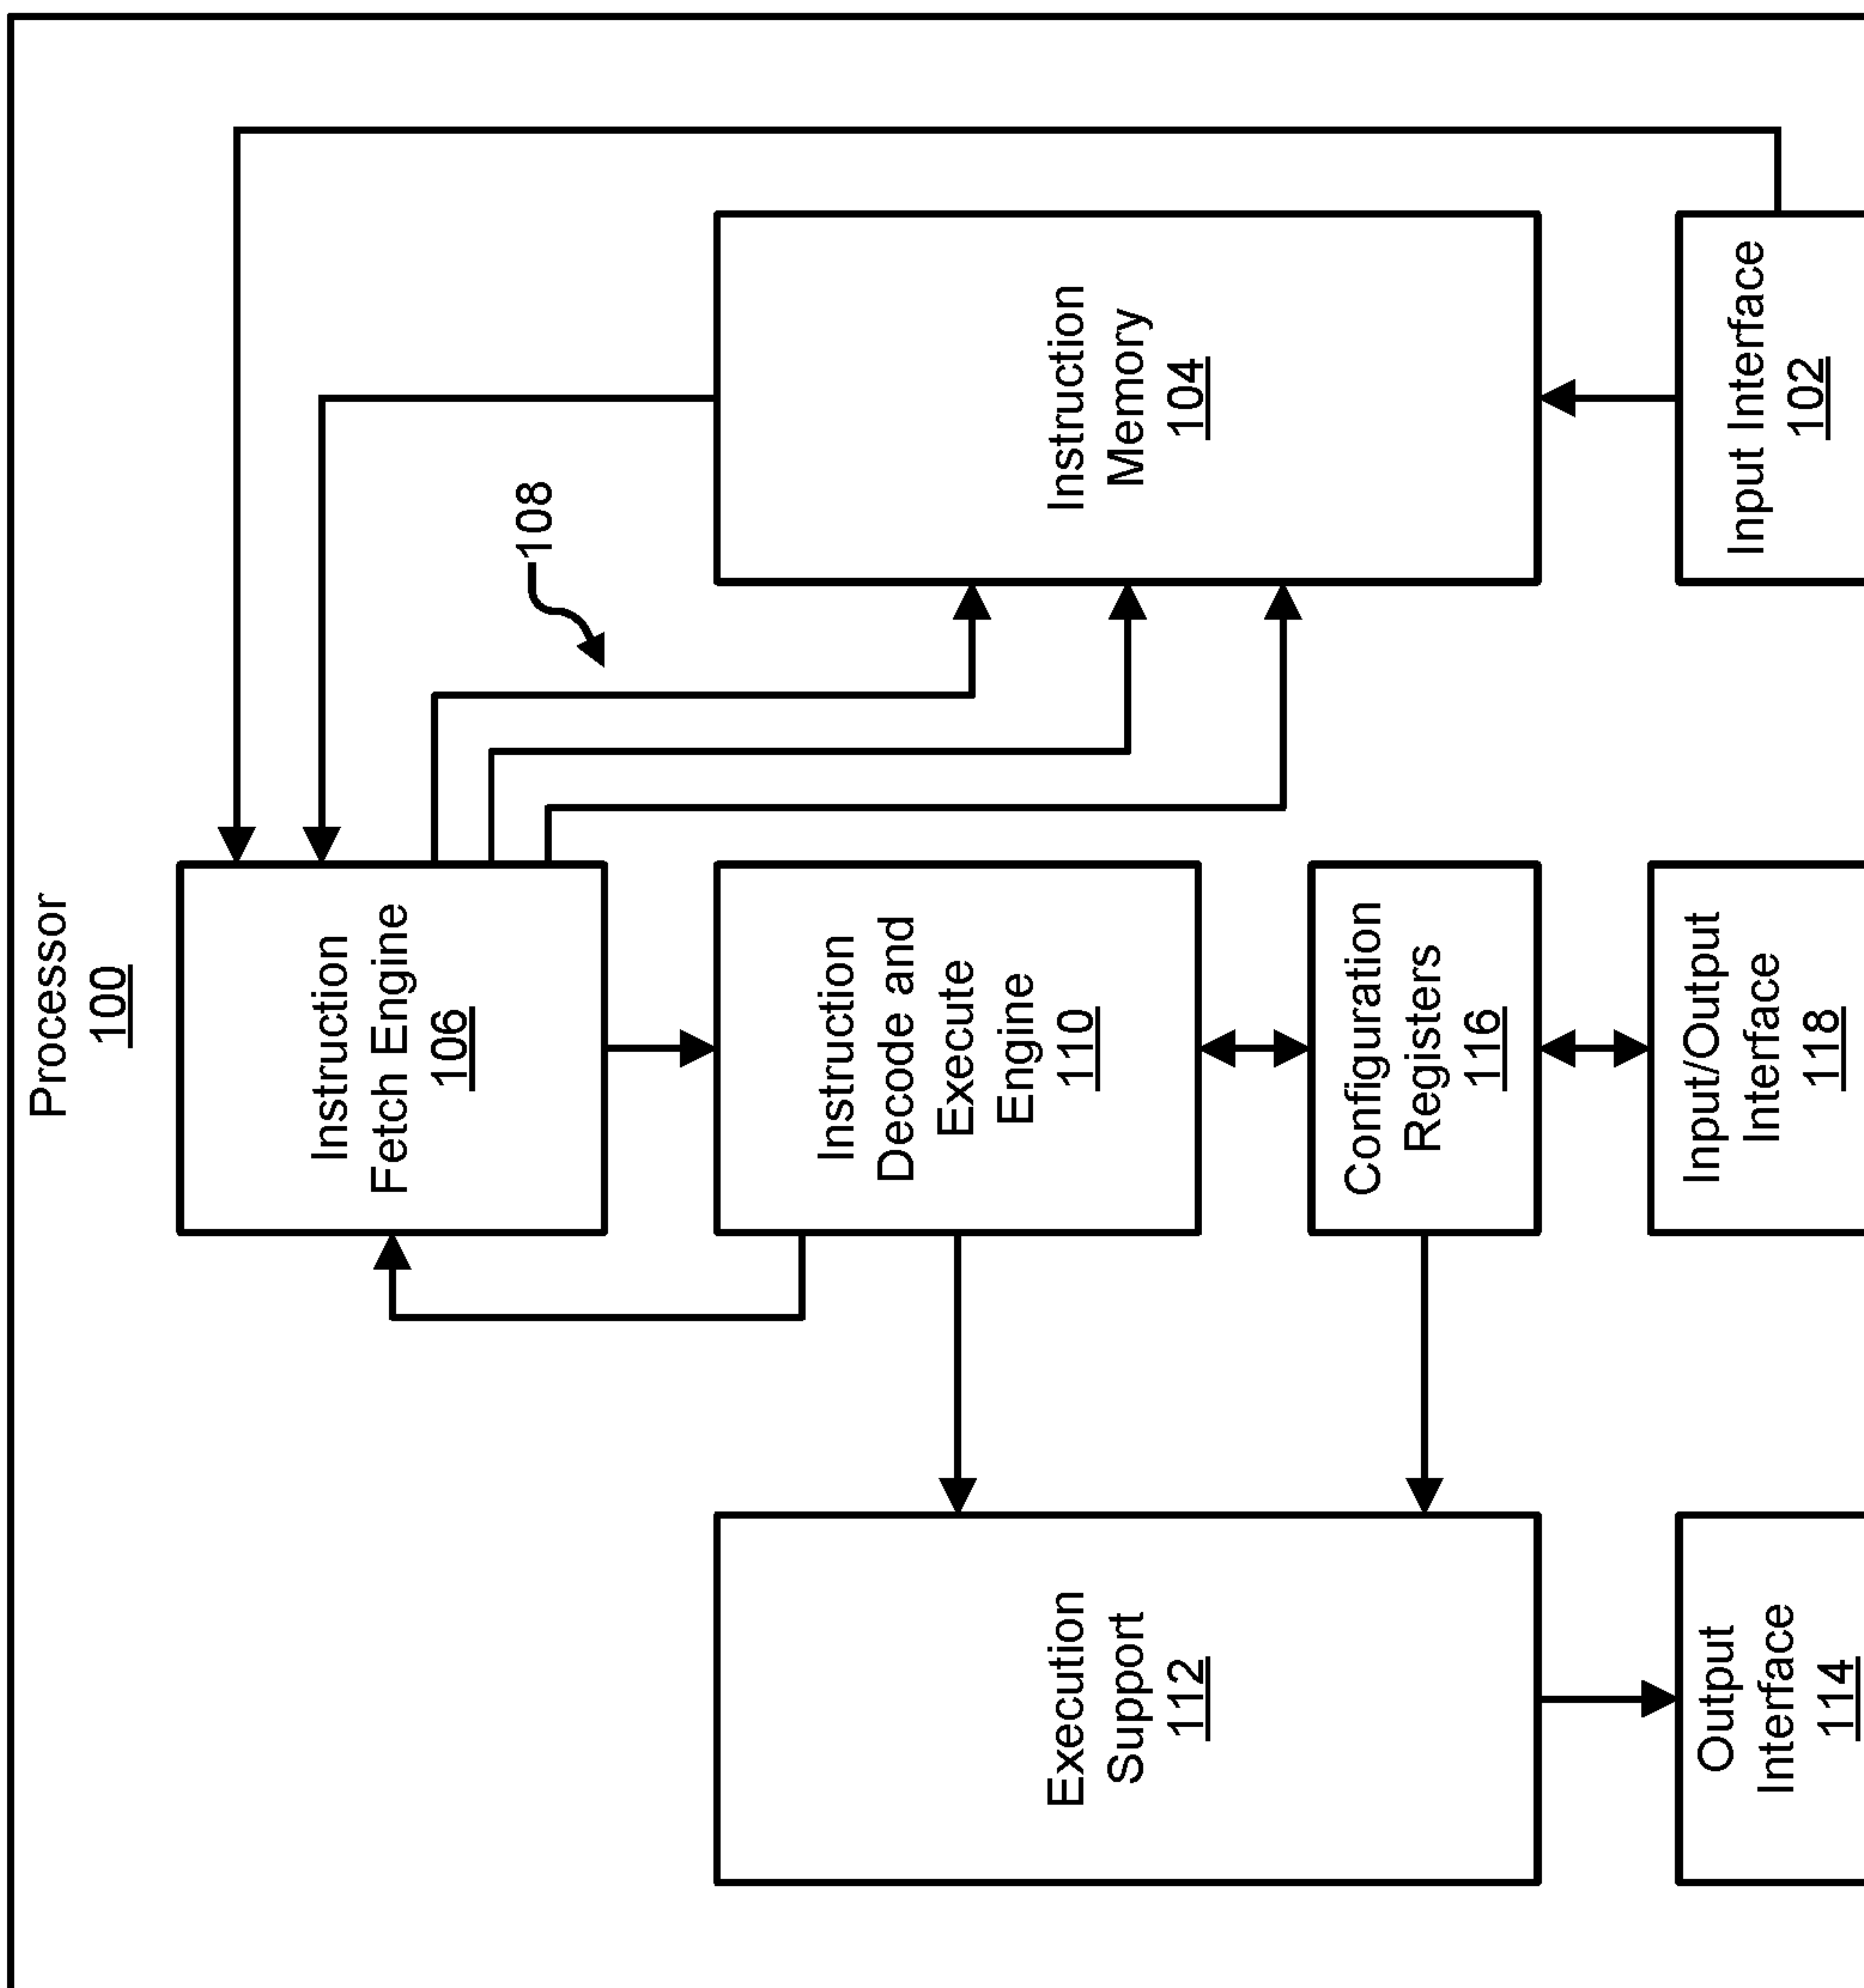 Processor
100
Instruction
Fetch Engine
106
108
Instruction
Memory
104
Input Interface
102
Instruction
Decode and
Execute
Engine
110
Configuration
Registers
116
Input/Output
Interface
118
Execution
Support
112
Output
Interface
114